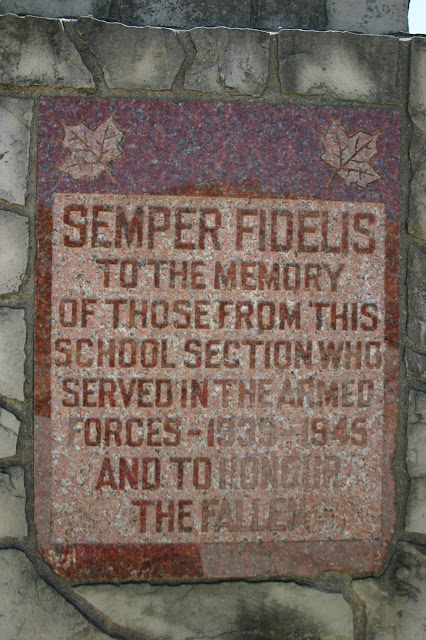 SEMPER FIDELIS
TO THE MEMORY
OF THOSE FROM THIS
SCHOOL SECTION WHO
SERVED IN THE ARMED
FORCES - 1939 - 1945
AND TO HONOUR
THE FALLEN